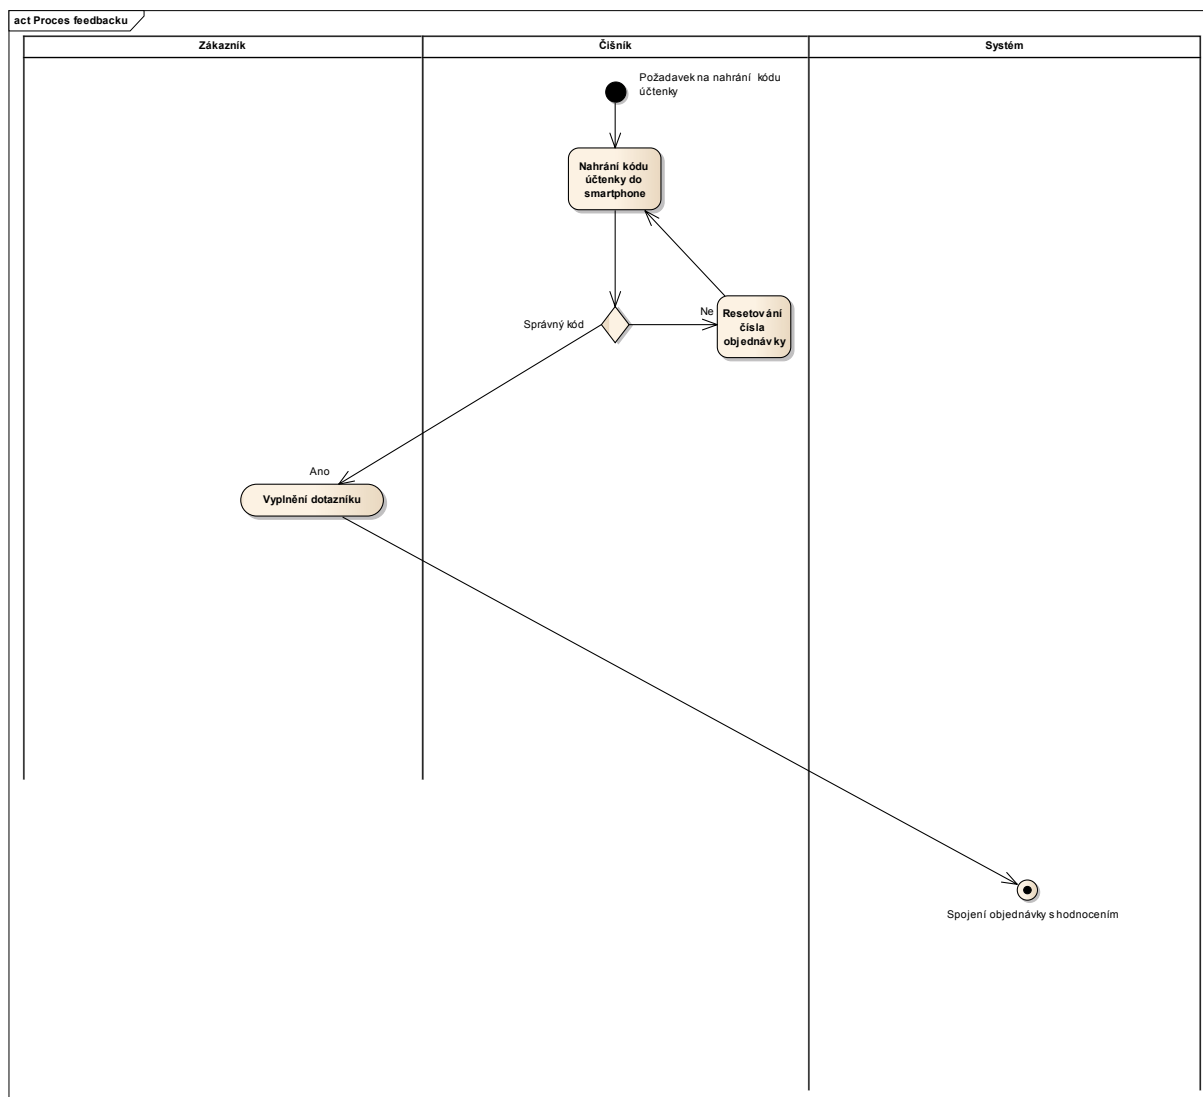 act Proces feedbacku
Zákazník
Číšník
Systém
Požadavek na nahrání kódu
účtenky
Nahrání kódu
účtenky do
smartphone
Správný kód
Ne
Resetování
čísla
objednávky
Ano
Vyplnění dotazníku
Spojení objednávky s hodnocením